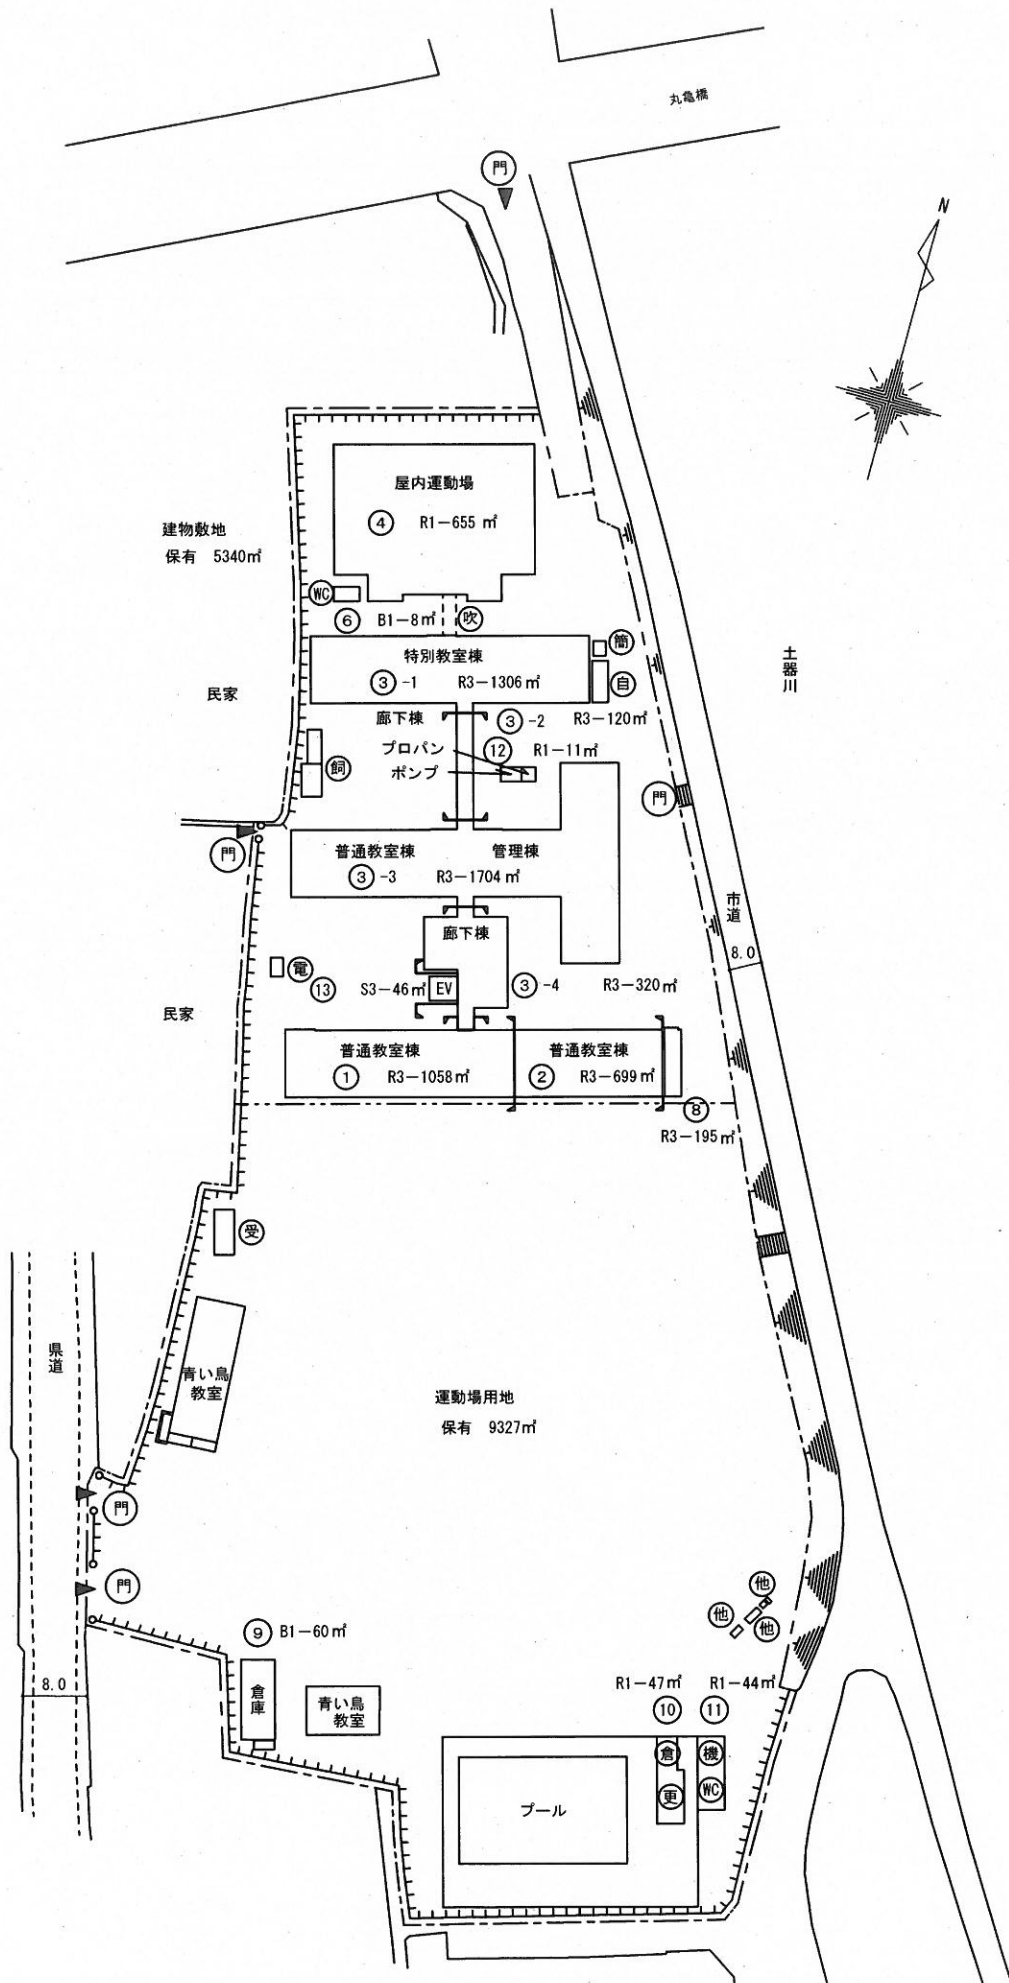 丸亀橋
門
N
屋内運動場
④ R1－655 ㎡
建物敷地
保有 5340㎡
WC
⑥ B1－8㎡ 吹
特別教室棟
③-1 R3－1306㎡
簡
自
土器川
民家
廊下棟 ③-2 R3－120㎡
プロパン ⑫ R1－11㎡
ポンプ
飼
門
門
普通教室棟 管理棟
③-3 R3－1704㎡
市道
8.0
廊下棟
電
⑬ S3－46㎡ EV ③-4 R3－320㎡
民家
普通教室棟 普通教室棟
① R3－1058㎡ ② R3－699㎡
⑧
R3－195㎡
受
県道
青い鳥
教室
運動場用地
保有 9327㎡
門
門
他
他
他
⑨ B1－60㎡
8.0
倉庫
青い鳥
教室
R1－47㎡ R1－44㎡
⑩ ⑪
倉 機
更 WC
プール